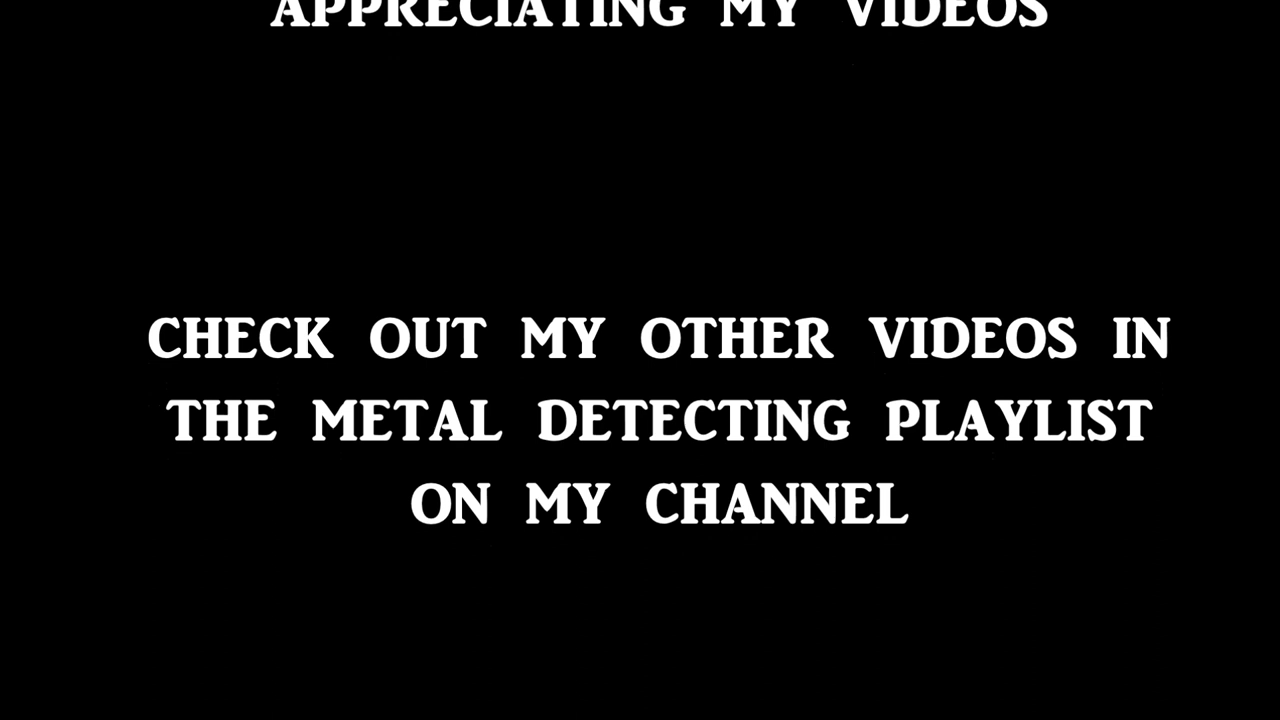 APPRECIATING MY VIDEOS
CHECK OUT MY OTHER VIDEOS IN
THE METAL DETECTING PLAYLIST
ON MY CHANNEL